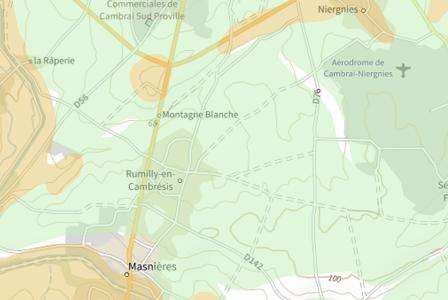 Commerciales de
Cambrai Sud Proville
Niergnies
la Râperie
Aérodrome de
Cambrai-Niergnies
D56
D76
Montagne Blanche
Rumilly-en-
Cambrésis
Masnières
D142
100